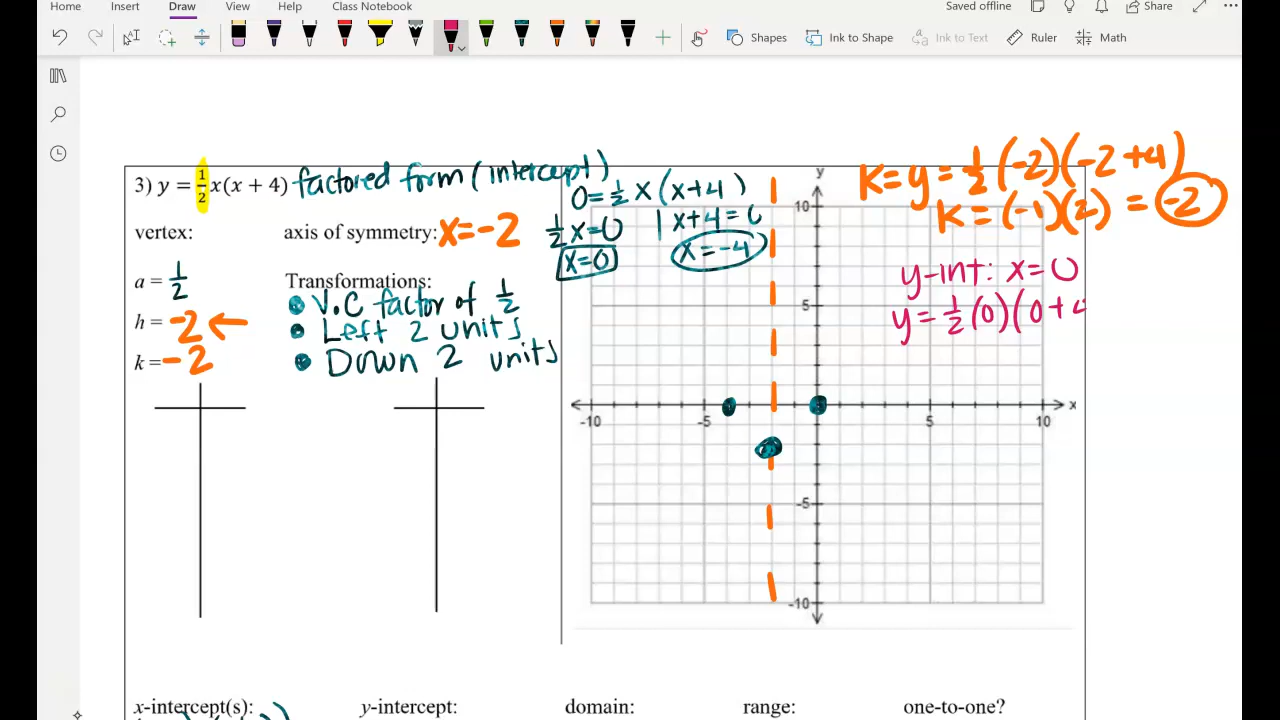 Home Insert Draw View Help Class Notebook Saved offline Share
Shapes Ink to Shape Ink to Text Ruler Math
3) y = 1/2 x(x + 4) factored form (intercept)
vertex: axis of symmetry: x=-2
a = 1/2 Transformations:
h = -2 ←
k = -2
V.C factor of 1/2
Left 2 units
Down 2 units
0 = 1/2 x (x+4)
1/2 x=0 | x+4=0
x=0 x=-4
K= y = 1/2 (-2)(-2+4)
K = (-1)(2) = -2
y-int: x=0
y = 1/2 (0)(0+4
y
10
5
-10 -5 5 10 x
-5
-10
x-intercept(s): y-intercept: domain: range: one-to-one?